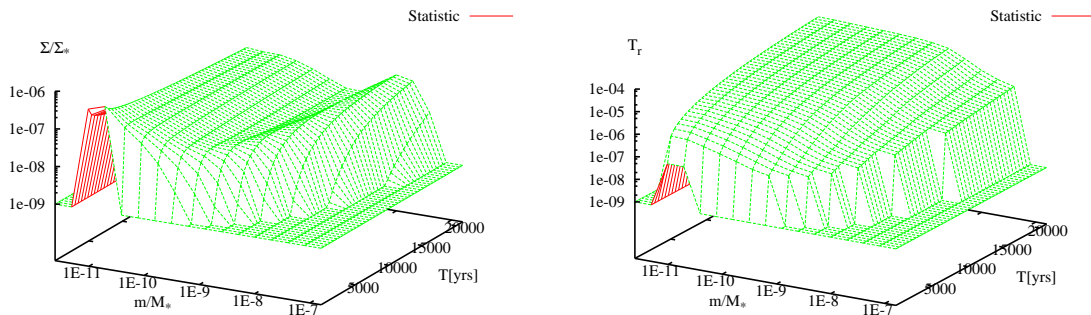 Statistic
Σ/Σ*
1e-06
1e-07
1e-08
1e-09
1E-11
1E-10
1E-9
1E-8
1E-7
m/M*
5000
10000
15000
20000
T[yrs]
Statistic
Tr
1e-04
1e-05
1e-06
1e-07
1e-08
1e-09
1E-11
1E-10
1E-9
1E-8
1E-7
m/M*
5000
10000
15000
20000
T[yrs]